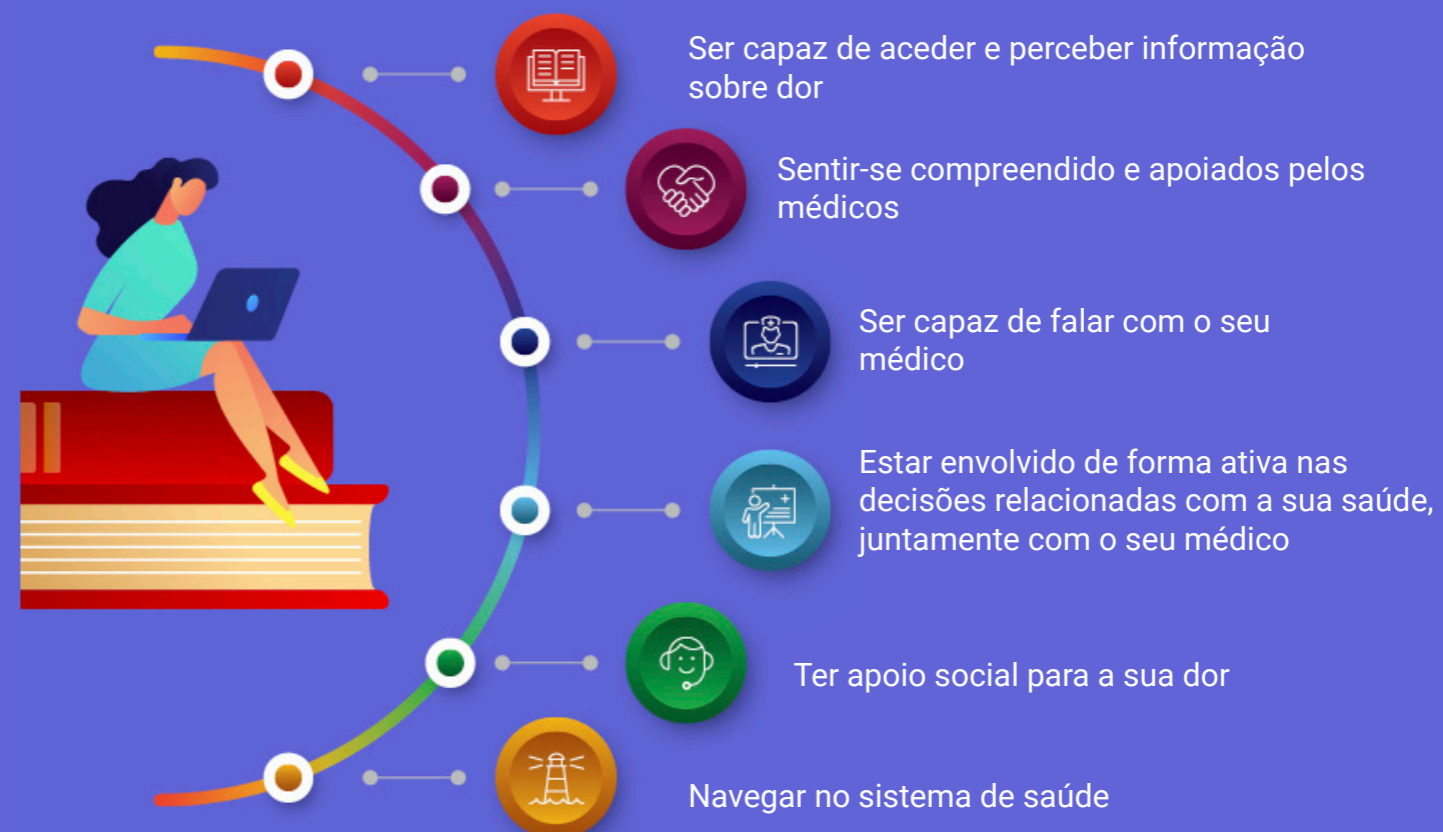 Ser capaz de aceder e perceber informação
sobre dor
Sentir-se compreendido e apoiados pelos
médicos
Ser capaz de falar com o seu
médico
Estar envolvido de forma ativa nas
decisões relacionadas com a sua saúde,
juntamente com o seu médico
Ter apoio social para a sua dor
Navegar no sistema de saúde